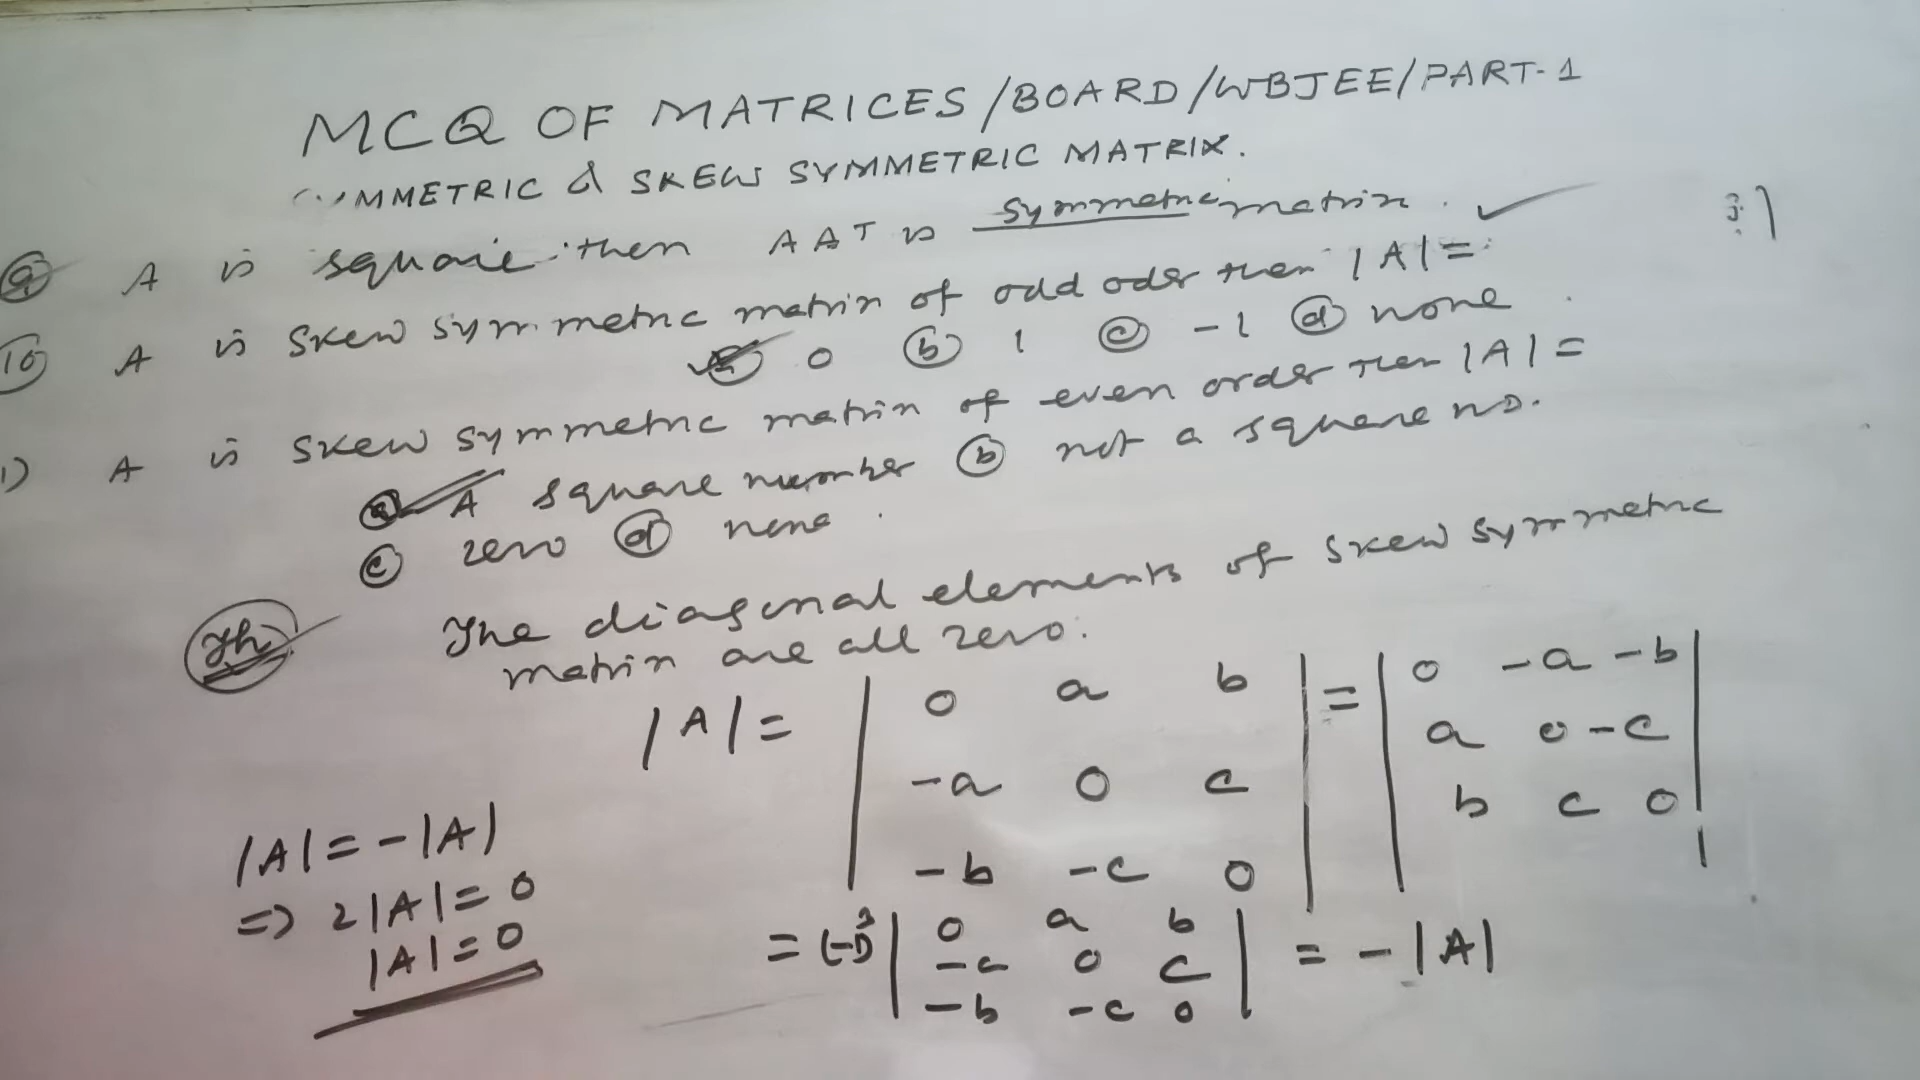 MCQ OF MATRICES/BOARD/WBJEE/PART-1
SYMMETRIC & SKEW SYMMETRIC MATRIX.
9 A is square then AAT is symmetric matrix.
10 A is skew symmetric matrix of odd oder then |A|=
a 0 b 1 c -1 d none
1) A is skew symmetric matrix of even order then |A|=
a A square number b not a square no.
c zero d none.
Th The diagonal elements of skew symmetric
matrix are all zero.
|A|= | 0 a b | = | 0 -a -b |
-a 0 c a 0 -c
-b -c 0 b c 0
|A|=-|A|
=> 2|A|=0
|A|=0
= (-1)³ | 0 a b | = -|A|
-a 0 c
-b -c 0